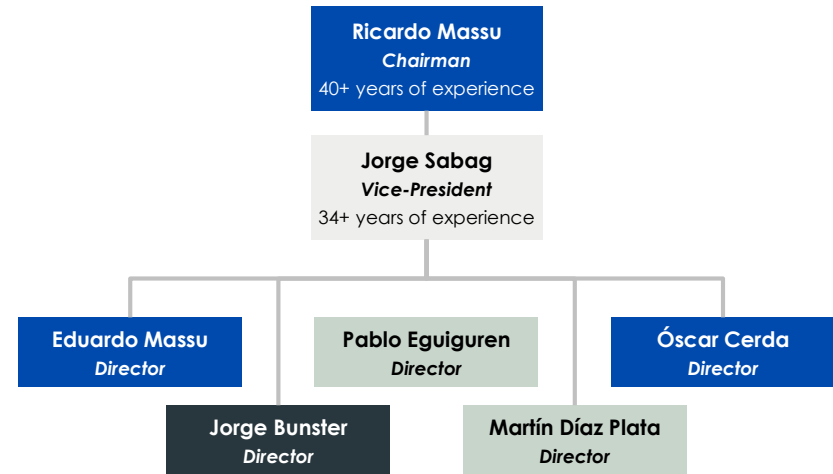 Ricardo Massu
Chairman
40+ years of experience
Jorge Sabag
Vice-President
34+ years of experience
Eduardo Massu
Director
Pablo Eguiguren
Director
Óscar Cerda
Director
Jorge Bunster
Director
Martín Díaz Plata
Director